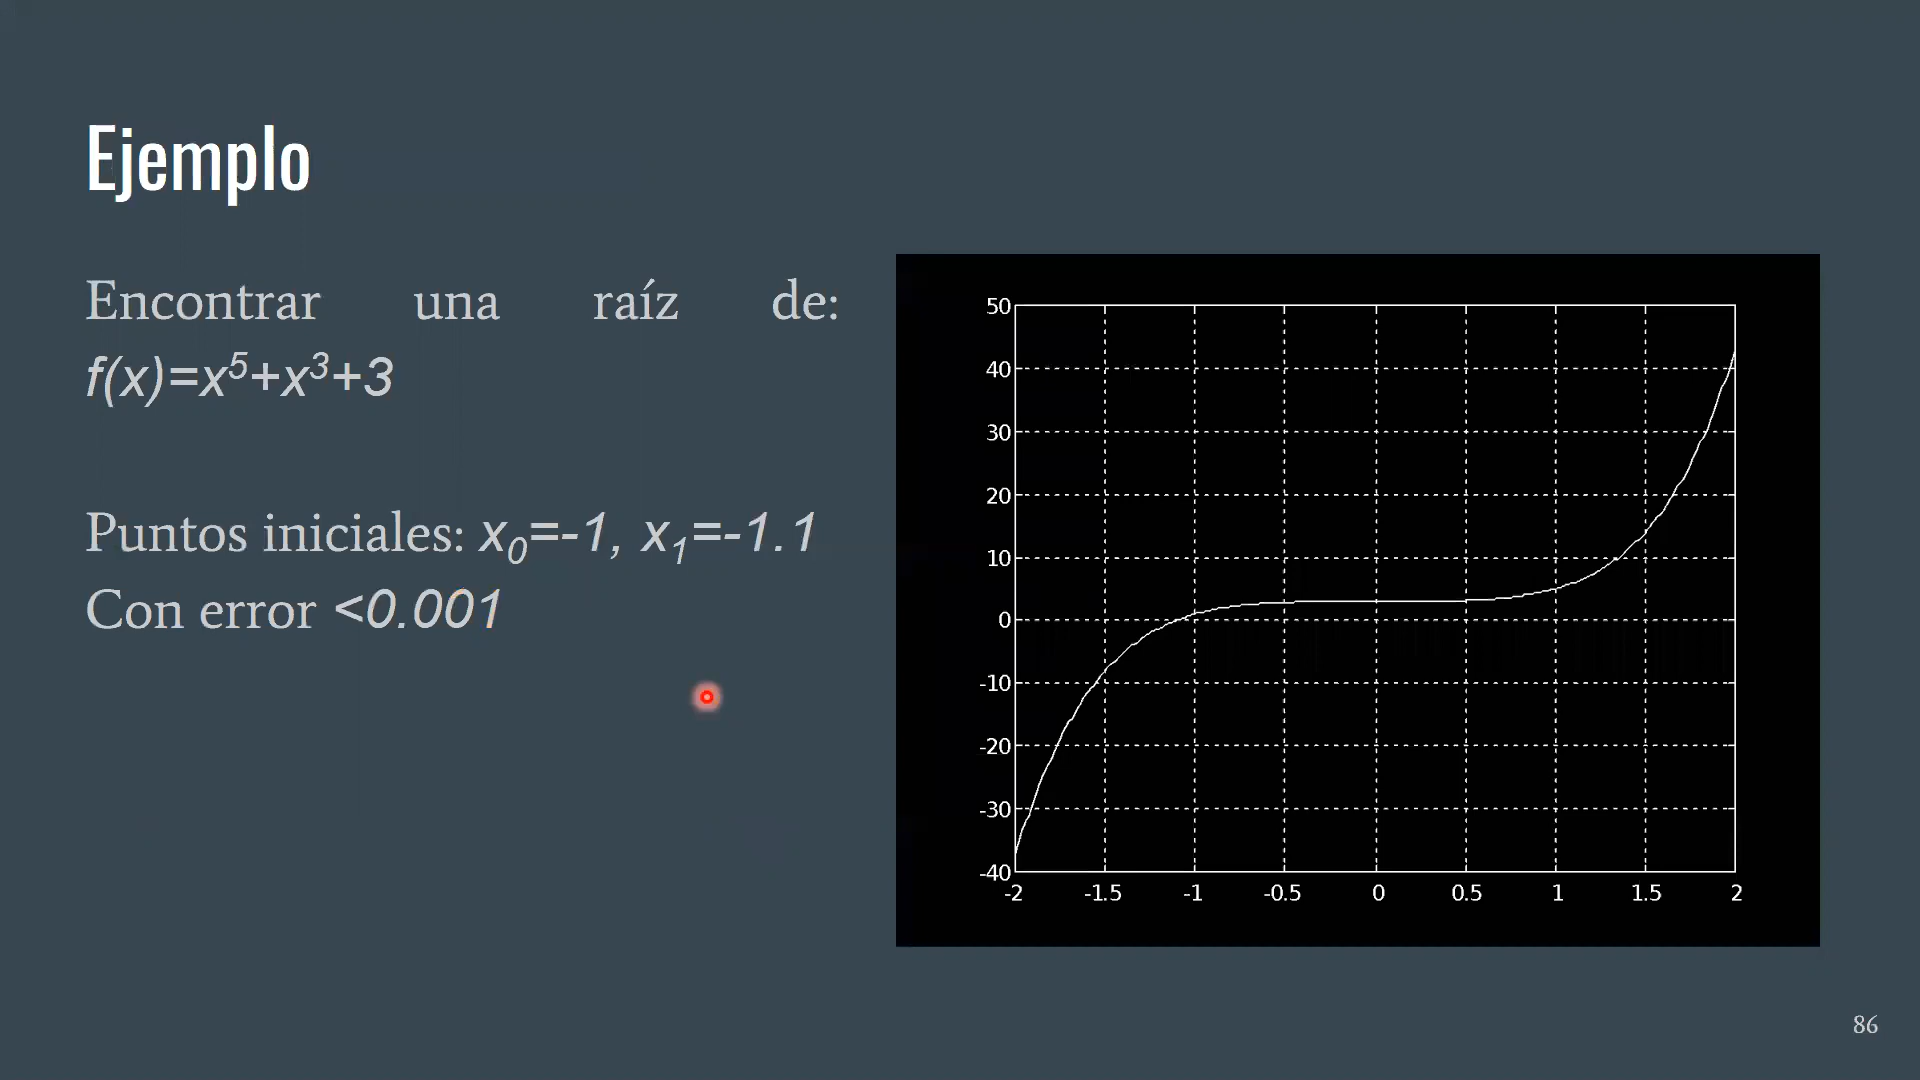 Ejemplo
Encontrar una raíz de:
f(x)=x⁵+x³+3
Puntos iniciales: x₀=-1, x₁=-1.1
Con error <0.001
50
40
30
20
10
0
-10
-20
-30
-40
-2 -1.5 -1 -0.5 0 0.5 1 1.5 2
86